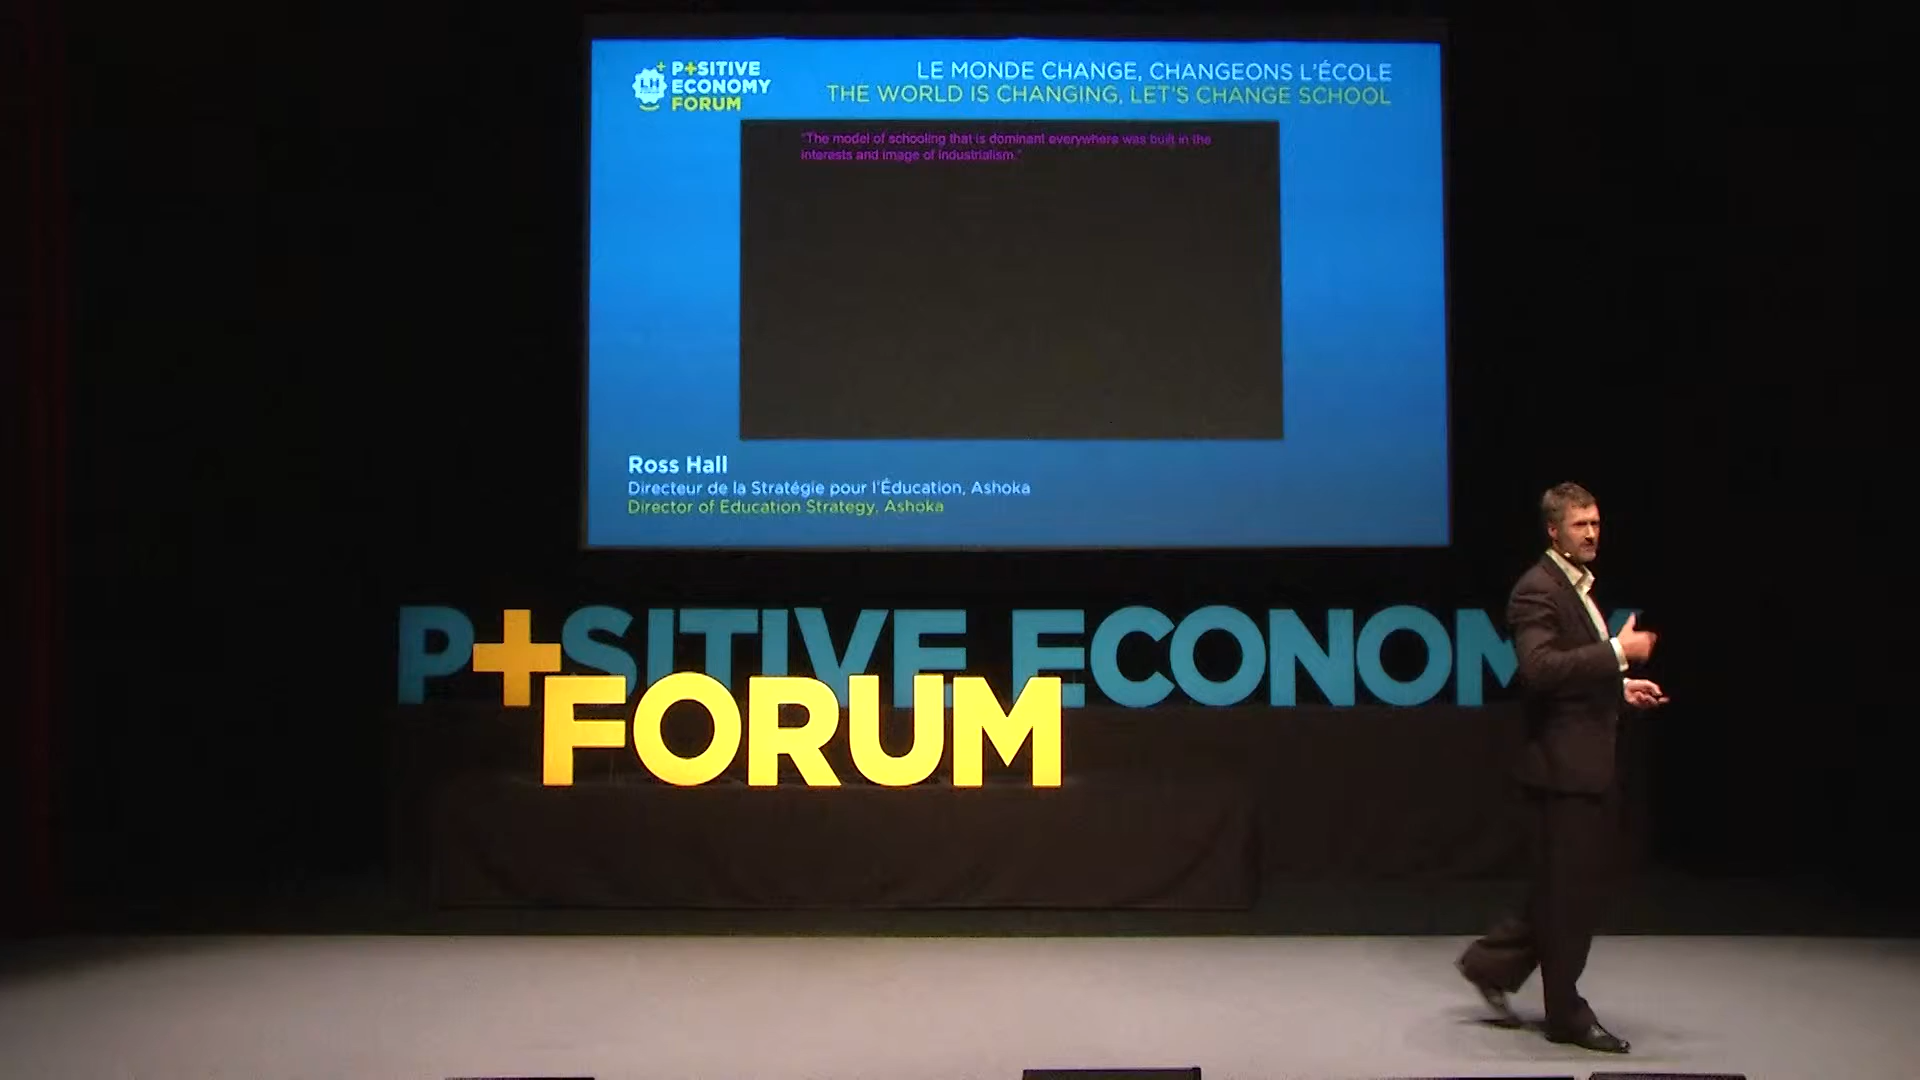 P+SITIVE
ECONOMY
FORUM
LE MONDE CHANGE, CHANGEONS L'ÉCOLE
THE WORLD IS CHANGING, LET'S CHANGE SCHOOL
"The model of schooling that is dominant everywhere was built in the
interests and image of industrialism."
Ross Hall
Directeur de la Stratégie pour l'Éducation, Ashoka
Director of Education Strategy, Ashoka
P+SITIVE ECONOMY
FORUM